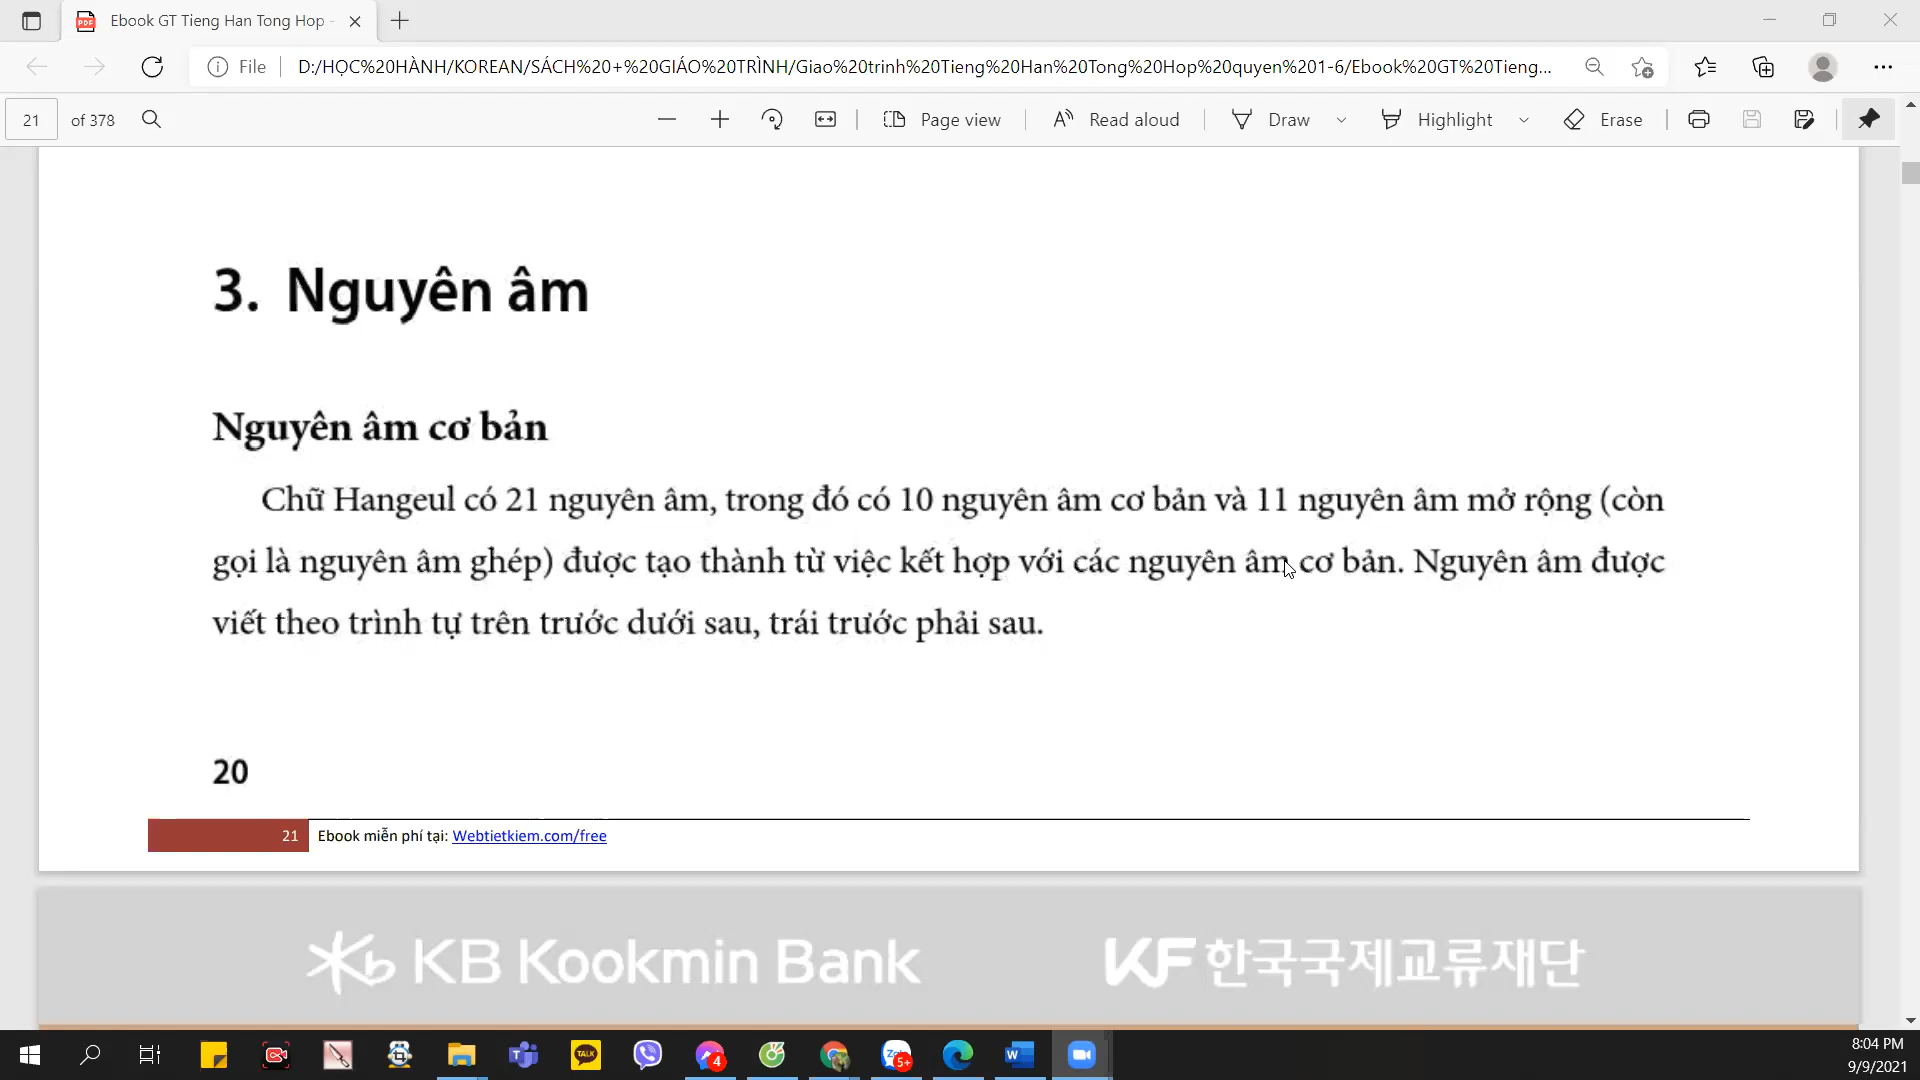 Ebook GT Tieng Han Tong Hop -
File
D:/HỌC%20HÀNH/KOREAN/SÁCH%20+%20GIÁO%20TRÌNH/Giao%20trinh%20Tieng%20Han%20Tong%20Hop%20quyen%201-6/Ebook%20GT%20Tieng...
21 of 378
Page view
Read aloud
Draw
Highlight
Erase
3. Nguyên âm
Nguyên âm cơ bản
Chữ Hangeul có 21 nguyên âm, trong đó có 10 nguyên âm cơ bản và 11 nguyên âm mở rộng (còn
gọi là nguyên âm ghép) được tạo thành từ việc kết hợp với các nguyên âm cơ bản. Nguyên âm được
viết theo trình tự trên trước dưới sau, trái trước phải sau.
20
21 Ebook miễn phí tại: Webtietkiem.com/free
KB Kookmin Bank
KF 한국국제교류재단
TALK
4
5+
8:04 PM
9/9/2021